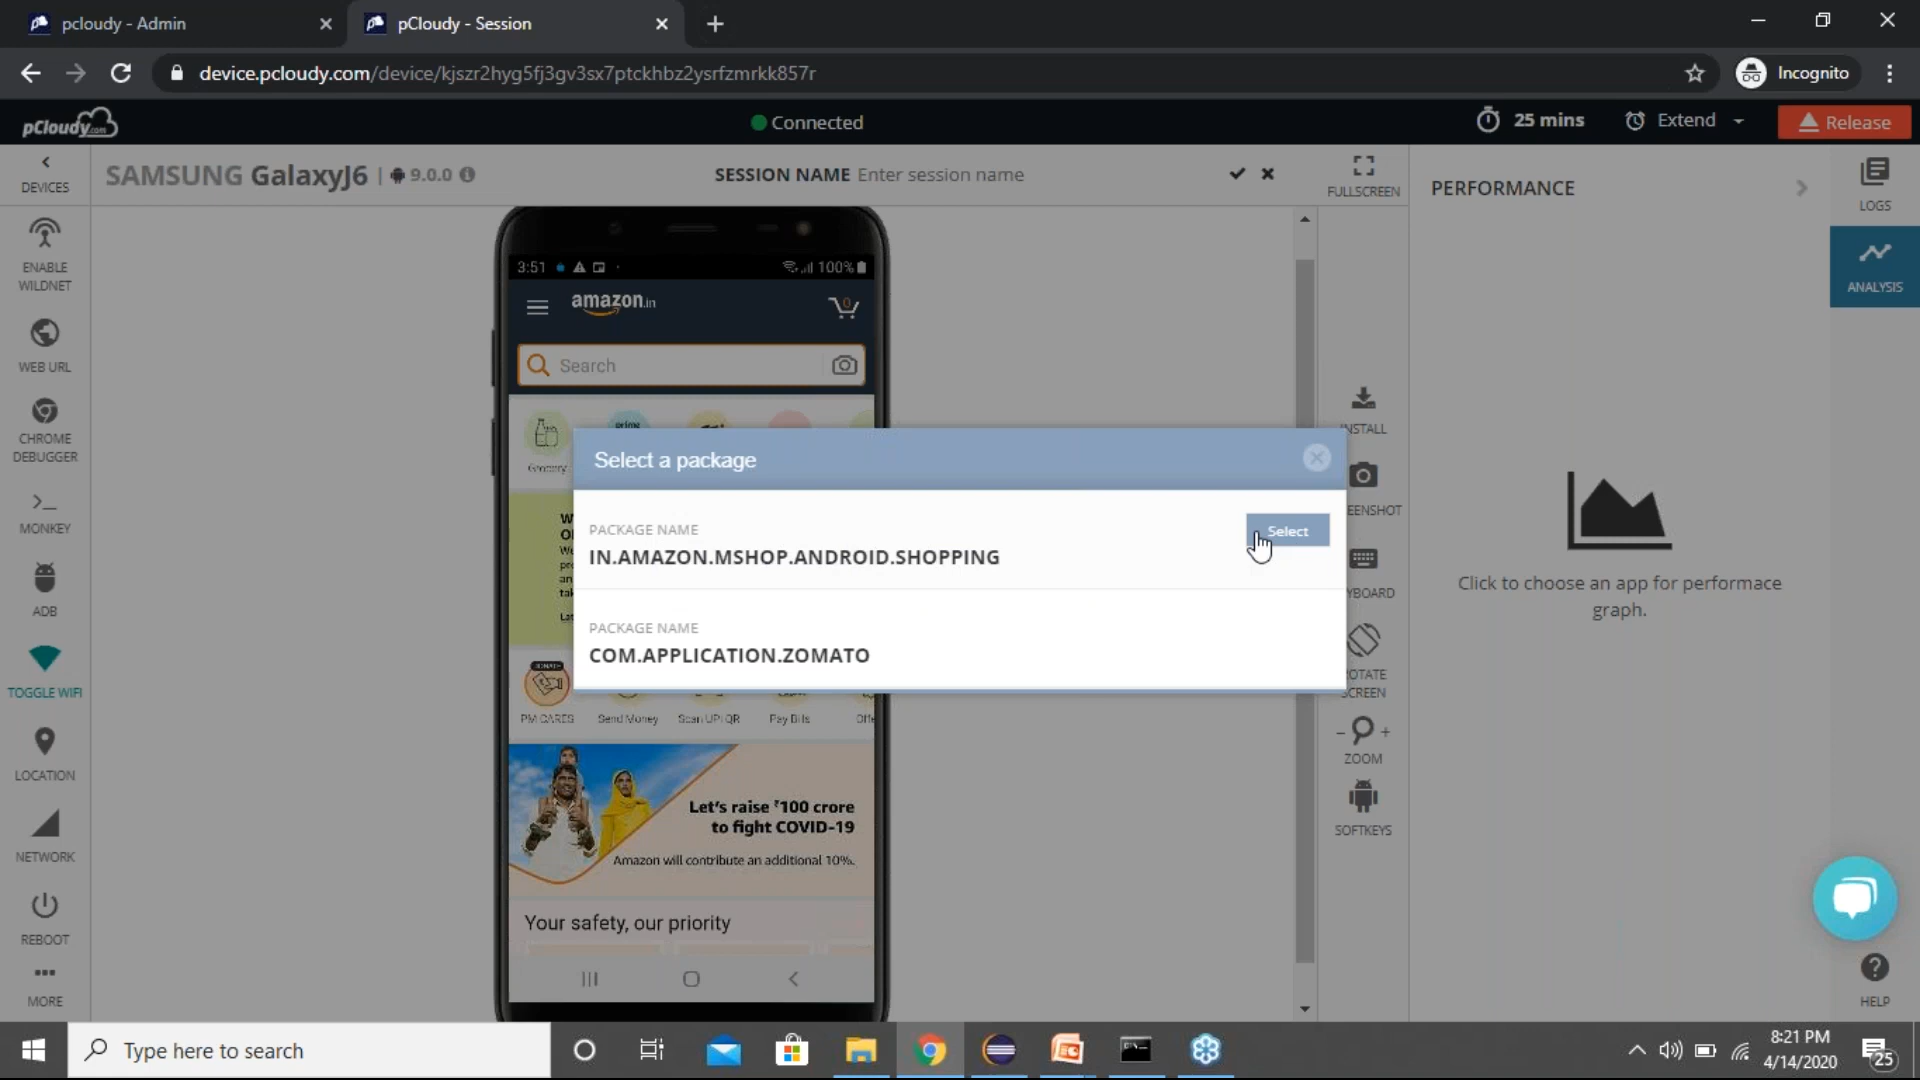 pcloudy - Admin
pCloudy - Session
device.pcloudy.com/device/kjszr2hyg5fj3gv3sx7ptckhbz2ysrfzmrkk857r
Incognito
pCloudy.com
Connected
25 mins
Extend
Release
DEVICES
SAMSUNG GalaxyJ6 | 9.0.0
SESSION NAME Enter session name
FULLSCREEN
PERFORMANCE
LOGS
ENABLE
WILDNET
WEB URL
CHROME
DEBUGGER
MONKEY
ADB
TOGGLE WIFI
LOCATION
NETWORK
REBOOT
MORE
3:51
100%
amazon.in
0
Search
prime
Grocery
Select a package
PACKAGE NAME
IN.AMAZON.MSHOP.ANDROID.SHOPPING
Select
PACKAGE NAME
COM.APPLICATION.ZOMATO
DONATE
PM CARES
Send Money
Scan UPI QR
Pay Bills
Let's raise ₹100 crore
to fight COVID-19
Amazon will contribute an additional 10%.
Your safety, our priority
ZOOM
SOFTKEYS
Click to choose an app for performace
graph.
ANALYSIS
HELP
Type here to search
8:21 PM
4/14/2020
25